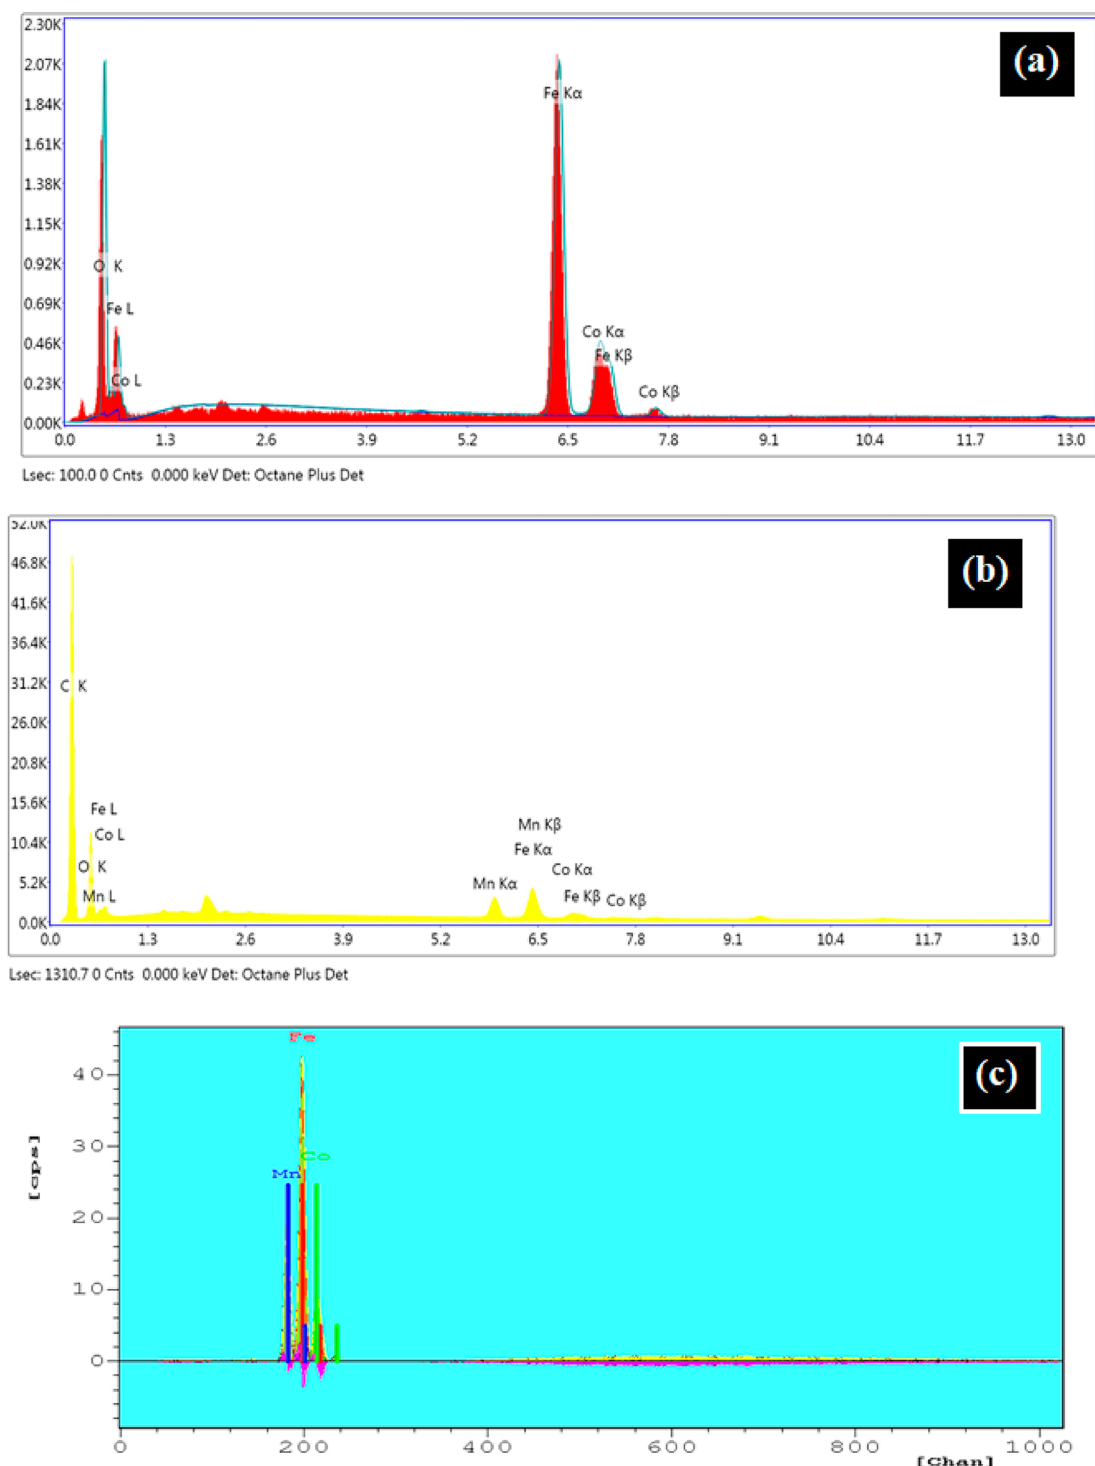 2.30K
(a)
2.07K
Fe Kα
1.84K
1.61K
1.38K
1.15K
0.92K
O K
0.69K
Fe L
0.46K
Co Kα
Fe Kβ
0.23K
Co L
Co Kβ
0.00K
0.0 1.3 2.6 3.9 5.2 6.5 7.8 9.1 10.4 11.7 13.0
Lsec: 100.0 0 Cnts 0.000 keV Det: Octane Plus Det
52.0K
(b)
46.8K
41.6K
36.4K
31.2K
C K
26.0K
20.8K
15.6K
Fe L
Mn Kβ
10.4K
Co L
Fe Kα
O K
Co Kα
5.2K
Mn Kα
Mn L
Fe Kβ
Co Kβ
0.0K
0.0 1.3 2.6 3.9 5.2 6.5 7.8 9.1 10.4 11.7 13.0
Lsec: 1310.7 0 Cnts 0.000 keV Det: Octane Plus Det
Fe
(c)
40
30
Co
[cps]
Mn
20
10
0
0 200 400 600 800 1000
[Chan]